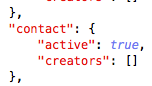 },
"contact": {
"active": true,
"creators": []
},